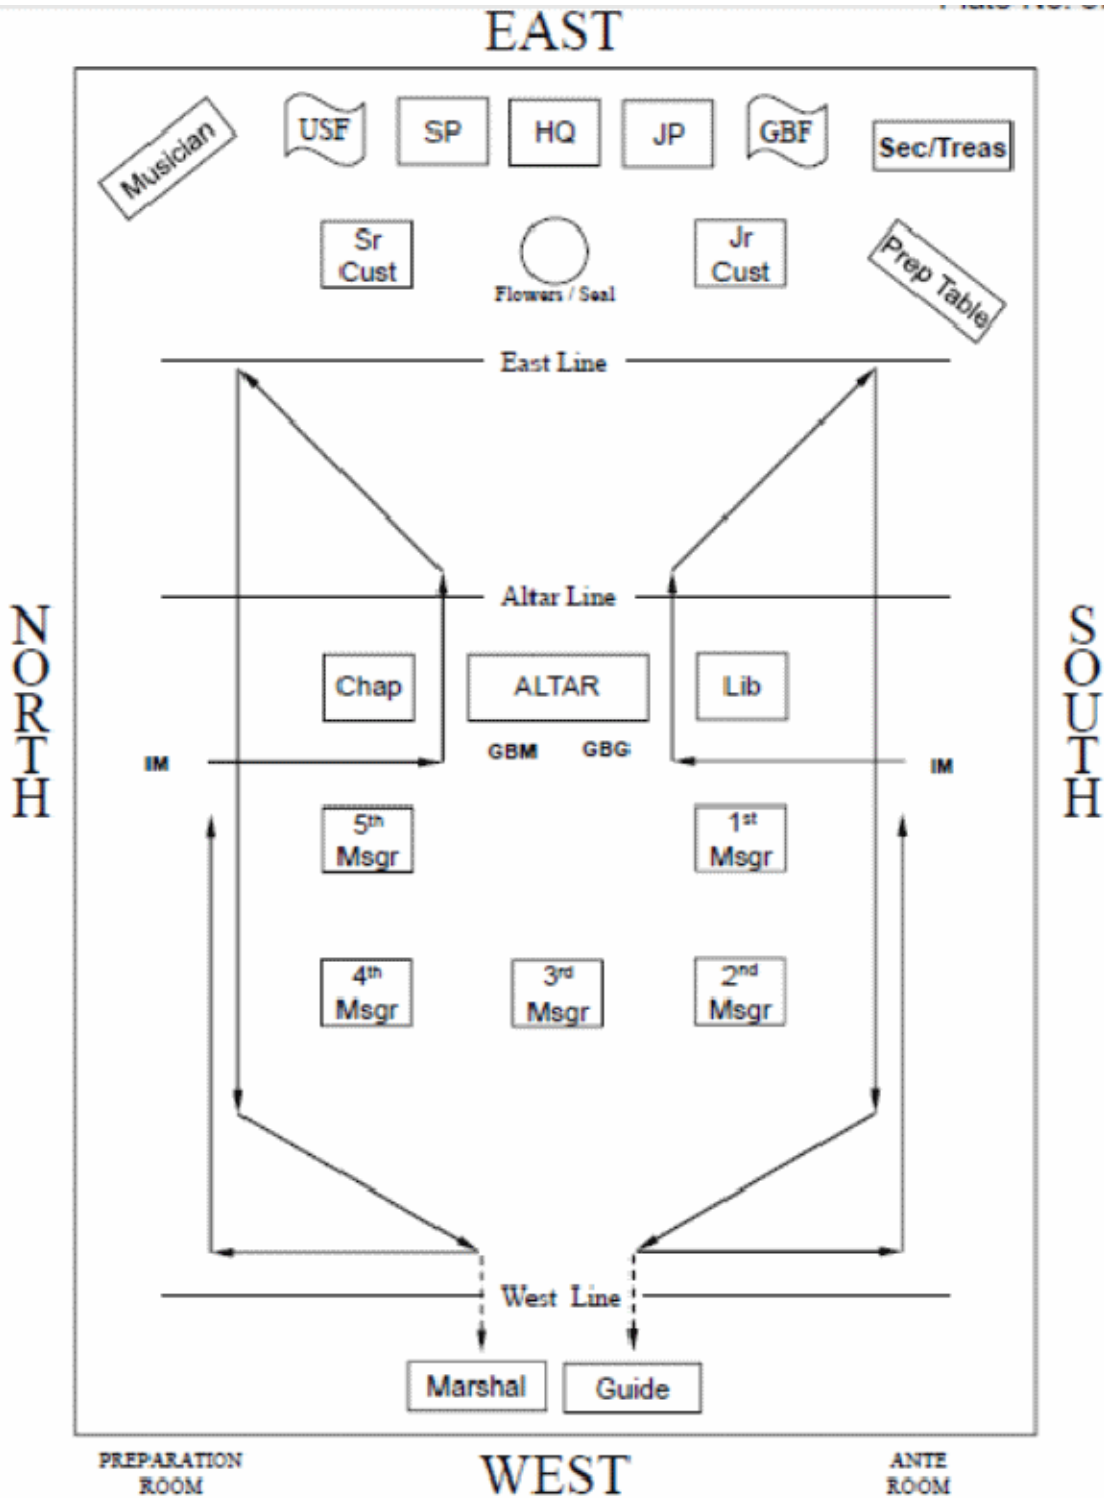 EAST
Musician
USF
SP
HQ
JP
GBF
Sec/Treas
Sr
Cust
Flowers / Seal
Jr
Cust
Prep Table
East Line
Altar Line
NORTH
SOUTH
Chap
ALTAR
Lib
GBM
GBG
IM
IM
5th
Msgr
1st
Msgr
4th
Msgr
3rd
Msgr
2nd
Msgr
West Line
Marshal
Guide
PREPARATION
ROOM
WEST
ANTE
ROOM